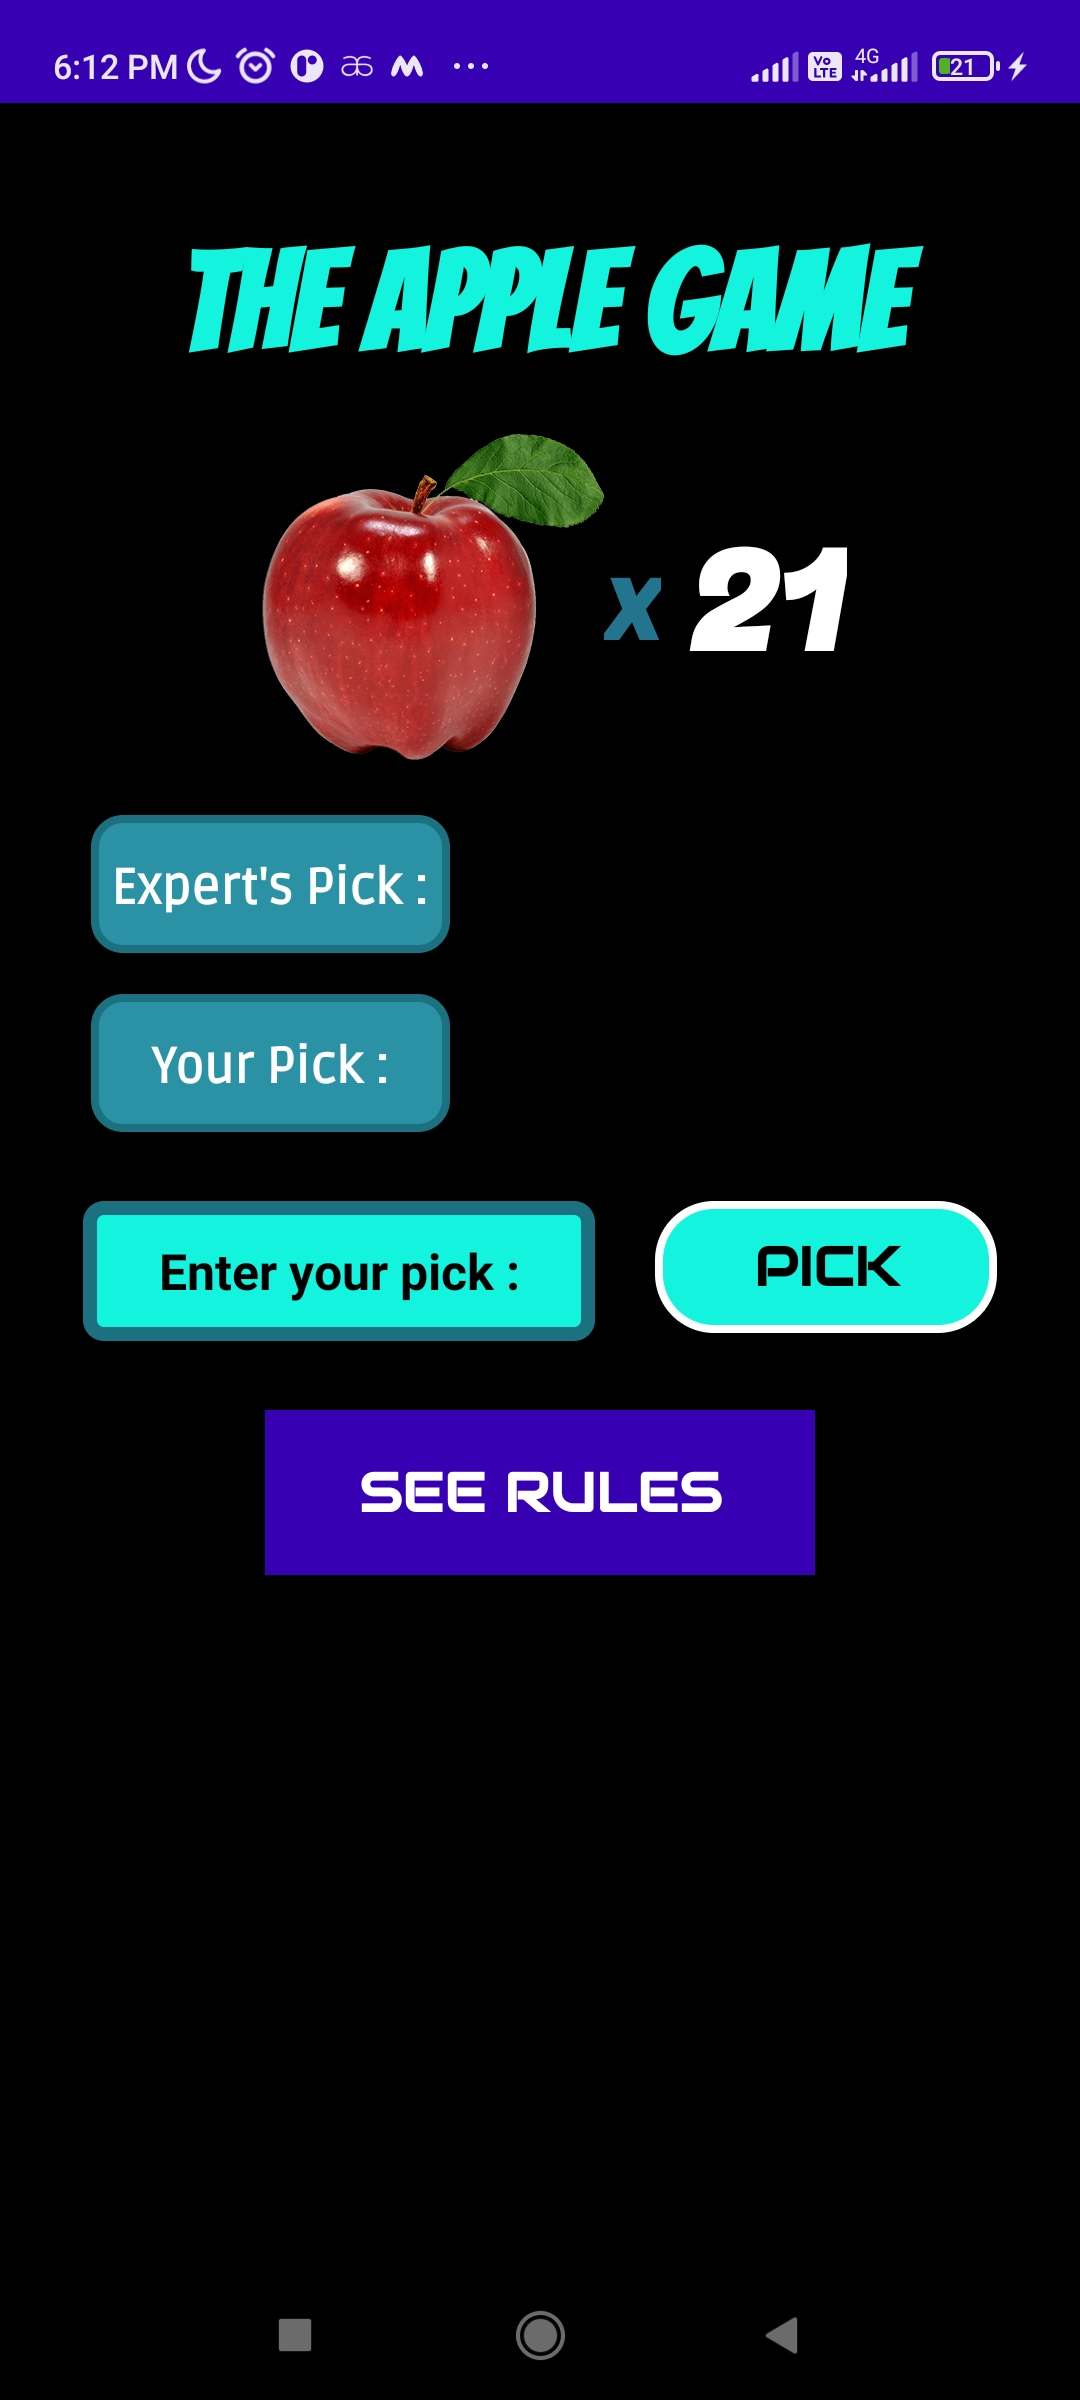 6:12 PM
Vo LTE 4G 21
THE APPLE GAME
x 21
Expert's Pick :
Your Pick :
Enter your pick :
PICK
SEE RULES